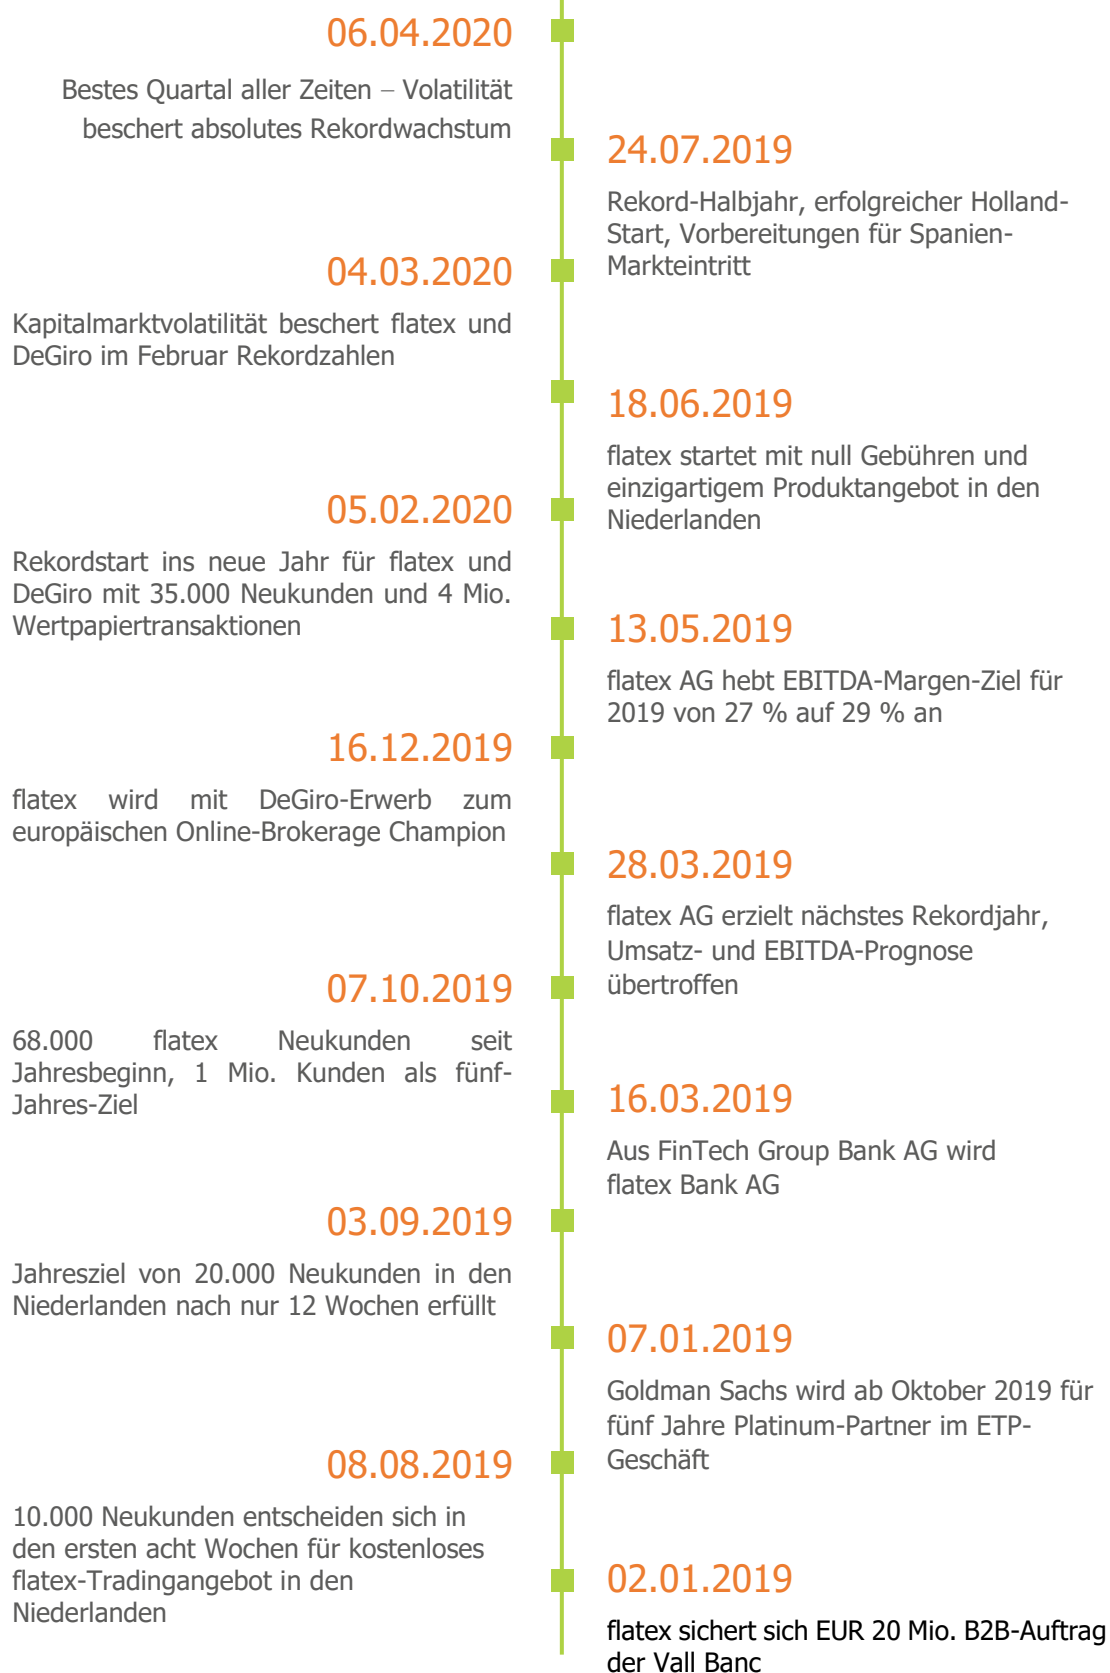 06.04.2020
Bestes Quartal aller Zeiten – Volatilität
beschert absolutes Rekordwachstum
04.03.2020
Kapitalmarktvolatilität beschert flatex und
DeGiro im Februar Rekordzahlen
05.02.2020
Rekordstart ins neue Jahr für flatex und
DeGiro mit 35.000 Neukunden und 4 Mio.
Wertpapiertransaktionen
16.12.2019
flatex wird mit DeGiro-Erwerb zum
europäischen Online-Brokerage Champion
07.10.2019
68.000 flatex Neukunden seit
Jahresbeginn, 1 Mio. Kunden als fünf-
Jahres-Ziel
03.09.2019
Jahresziel von 20.000 Neukunden in den
Niederlanden nach nur 12 Wochen erfüllt
08.08.2019
10.000 Neukunden entscheiden sich in
den ersten acht Wochen für kostenloses
flatex-Tradingangebot in den
Niederlanden
24.07.2019
Rekord-Halbjahr, erfolgreicher Holland-
Start, Vorbereitungen für Spanien-
Markteintritt
18.06.2019
flatex startet mit null Gebühren und
einzigartigem Produktangebot in den
Niederlanden
13.05.2019
flatex AG hebt EBITDA-Margen-Ziel für
2019 von 27 % auf 29 % an
28.03.2019
flatex AG erzielt nächstes Rekordjahr,
Umsatz- und EBITDA-Prognose
übertroffen
16.03.2019
Aus FinTech Group Bank AG wird
flatex Bank AG
07.01.2019
Goldman Sachs wird ab Oktober 2019 für
fünf Jahre Platinum-Partner im ETP-
Geschäft
02.01.2019
flatex sichert sich EUR 20 Mio. B2B-Auftrag
der Vall Banc